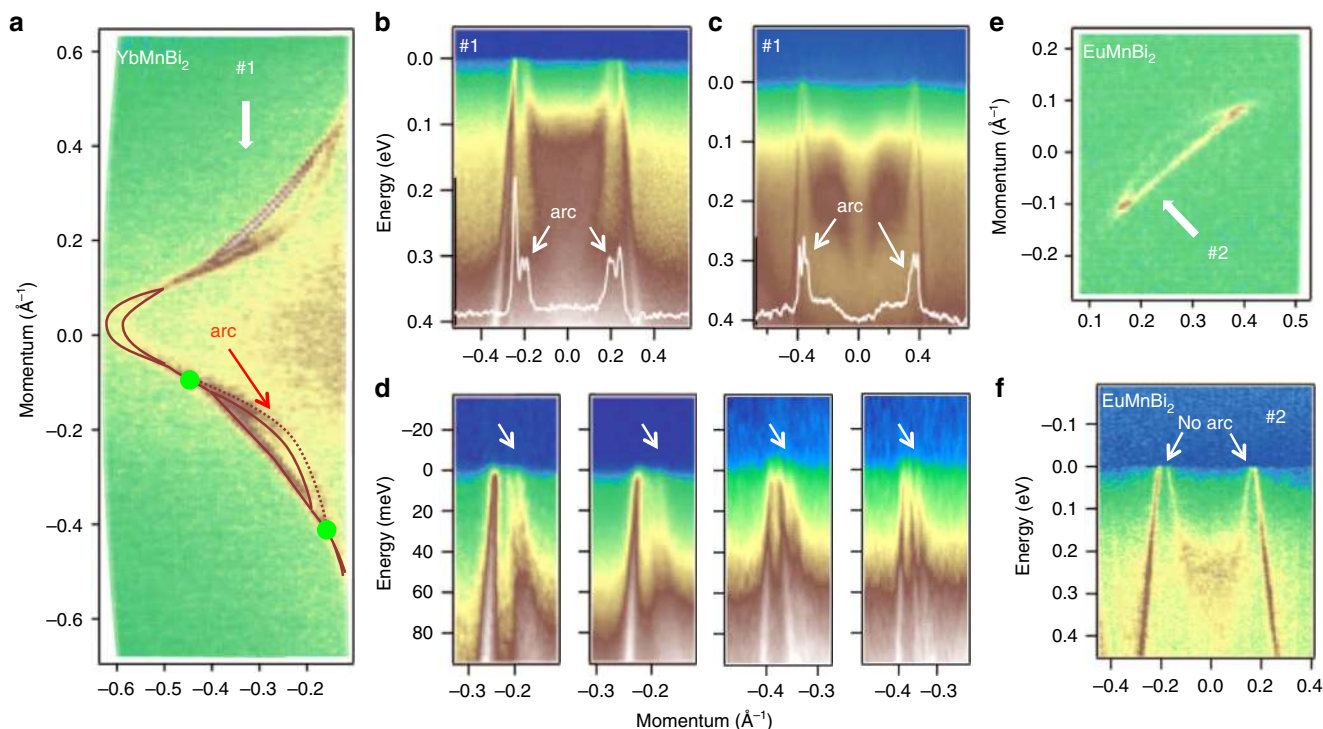 a
YbMnBi2
#1
arc
0.6
0.4
0.2
0.0
−0.2
−0.4
−0.6
Momentum (Å−1)
−0.6 −0.5 −0.4 −0.3 −0.2
b
#1
arc
0.0
0.1
0.2
0.3
0.4
Energy (eV)
−0.4 −0.2 0.0 0.2 0.4
c
#1
arc
0.0
0.1
0.2
0.3
0.4
−0.4 0.0 0.4
d
−20
0
20
40
60
80
Energy (meV)
−0.3 −0.2
−0.3 −0.2
−0.4 −0.3
−0.4 −0.3
Momentum (Å−1)
e
EuMnBi2
#2
0.2
0.1
0.0
−0.1
−0.2
Momentum (Å−1)
0.1 0.2 0.3 0.4 0.5
f
EuMnBi2
#2
No arc
−0.1
0.0
0.1
0.2
0.3
0.4
Energy (eV)
−0.4 −0.2 0.0 0.2 0.4